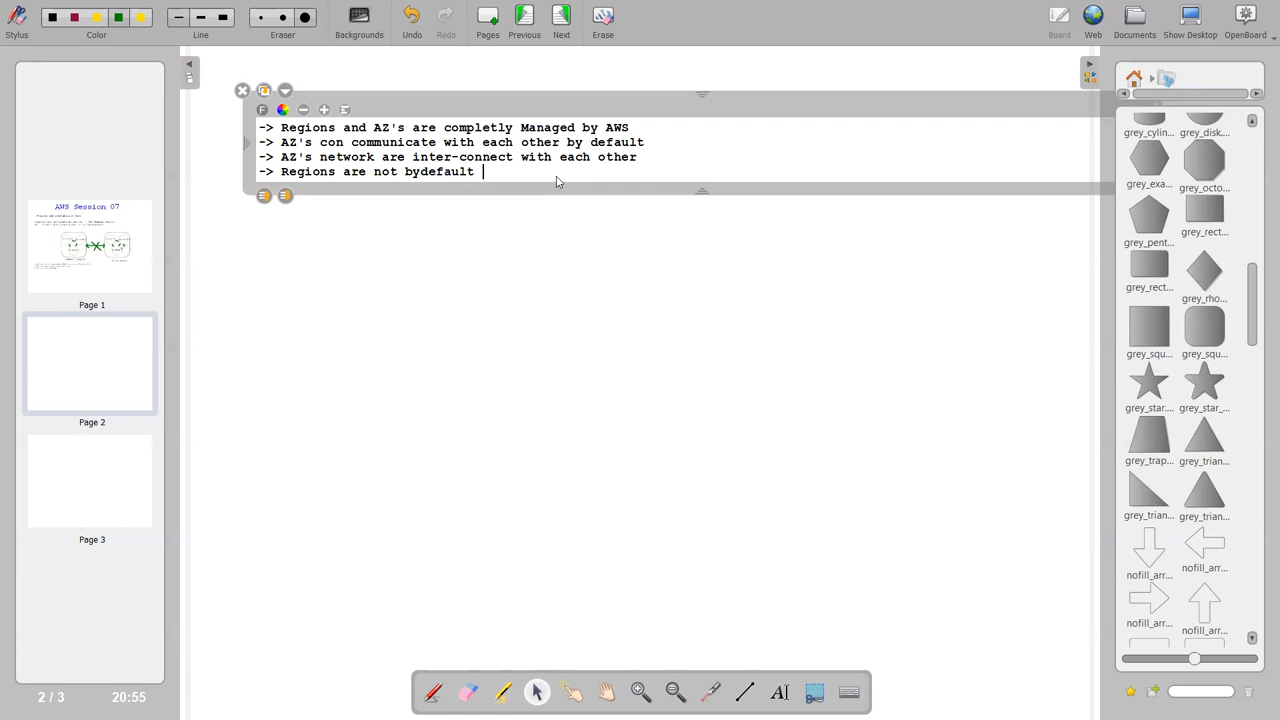 Stylus
Color
Line
Eraser
Backgrounds
Undo
Redo
Pages
Previous
Next
Erase
Board
Web
Documents
Show Desktop
OpenBoard
-> Regions and AZ's are completly Managed by AWS
-> AZ's con communicate with each other by default
-> AZ's network are inter-connect with each other
-> Regions are not bydefault
AWS Session 07
Page 1
Page 2
Page 3
2 / 3
20:55
grey_cylin...
grey_disk...
grey_exa...
grey_octo...
grey_pent...
grey_rect...
grey_rect...
grey_rho...
grey_squ...
grey_squ...
grey_star...
grey_star_...
grey_trap...
grey_trian...
grey_trian...
grey_trian...
nofill_arr...
nofill_arr...
nofill_arr...
nofill_arr...